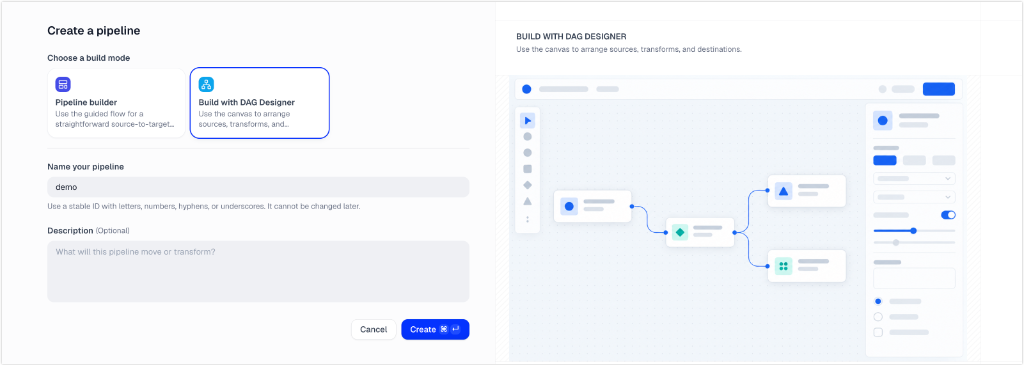 Create a pipeline
Choose a build mode
Pipeline builder
Use the guided flow for a
straightforward source-to-target...
Build with DAG Designer
Use the canvas to arrange
sources, transforms, and...
Name your pipeline
demo
Use a stable ID with letters, numbers, hyphens, or underscores. It cannot be changed later.
Description (Optional)
What will this pipeline move or transform?
Cancel
Create ⌘ ↵
BUILD WITH DAG DESIGNER
Use the canvas to arrange sources, transforms, and destinations.